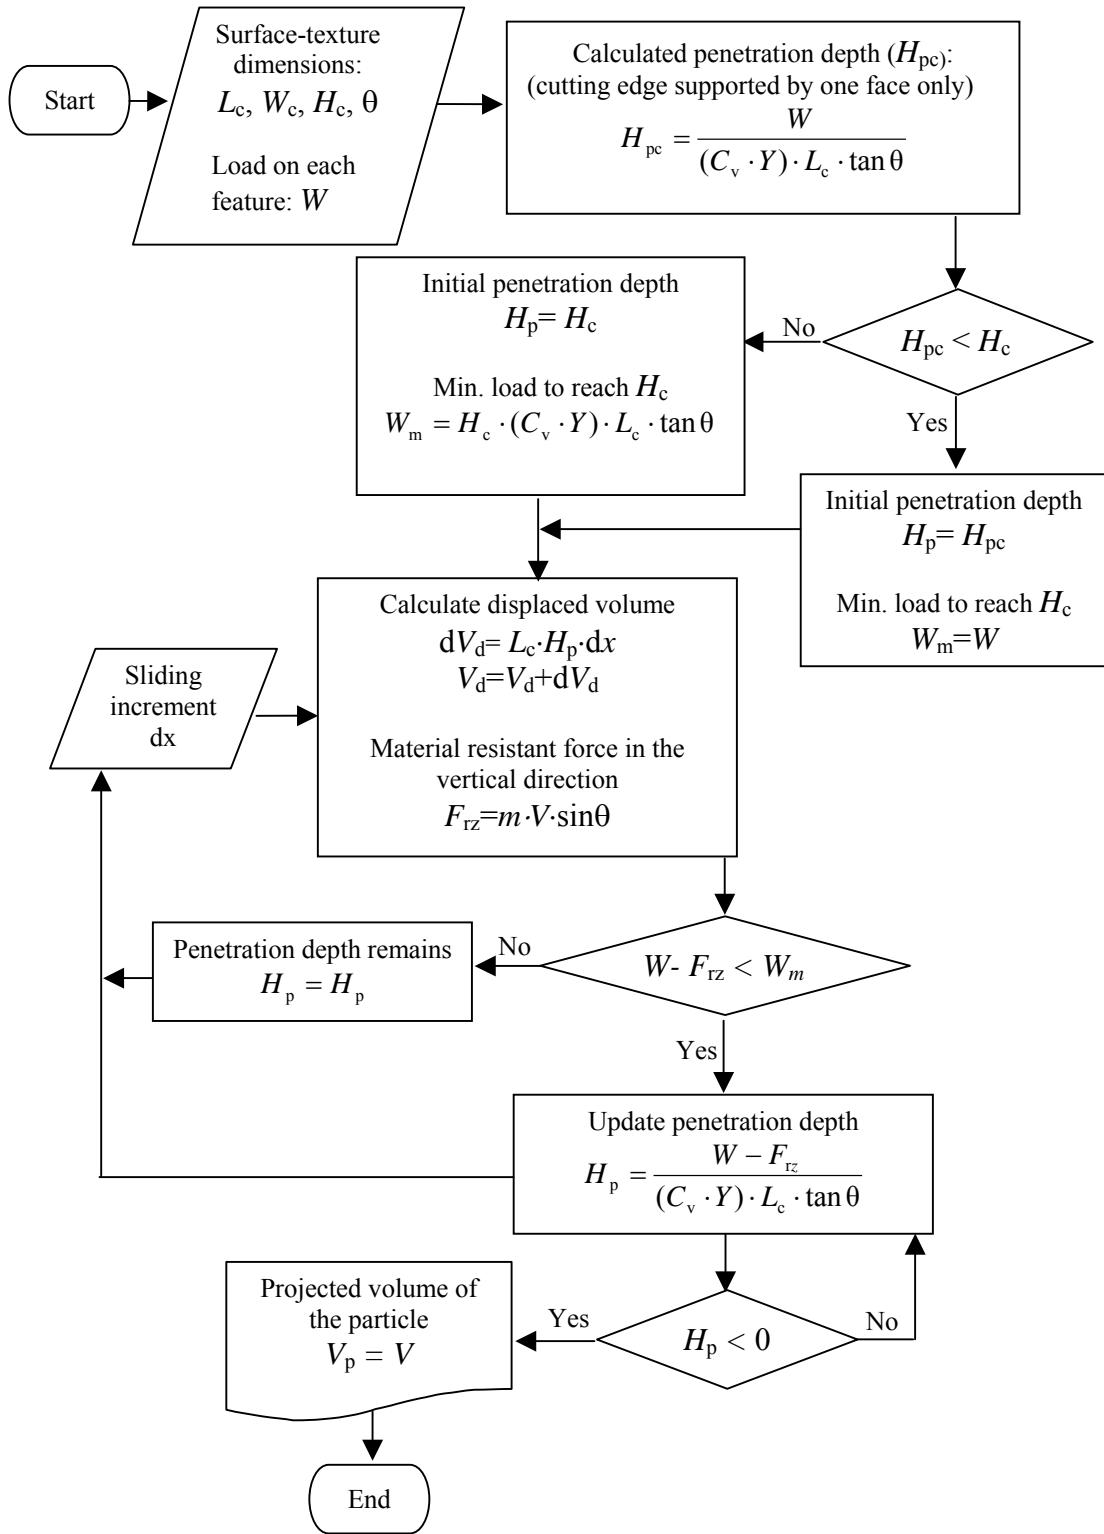 Start
Surface-texture
dimensions:
Lc, Wc, Hc, θ
Load on each
feature: W
Calculated penetration depth (Hpc):
(cutting edge supported by one face only)
Hpc = W / ((Cv · Y) · Lc · tan θ)
Hpc < Hc
No
Yes
Initial penetration depth
Hp= Hc
Min. load to reach Hc
Wm = Hc · (Cv · Y) · Lc · tan θ
Initial penetration depth
Hp= Hpc
Min. load to reach Hc
Wm=W
Calculate displaced volume
dVd= Lc·Hp·dx
Vd=Vd+dVd
Material resistant force in the
vertical direction
Frz=m·V·sinθ
Sliding
increment
dx
W- Frz < Wm
No
Yes
Penetration depth remains
Hp = Hp
Update penetration depth
Hp = (W − Frz) / ((Cv · Y) · Lc · tan θ)
Hp < 0
Yes
No
Projected volume of
the particle
Vp = V
End